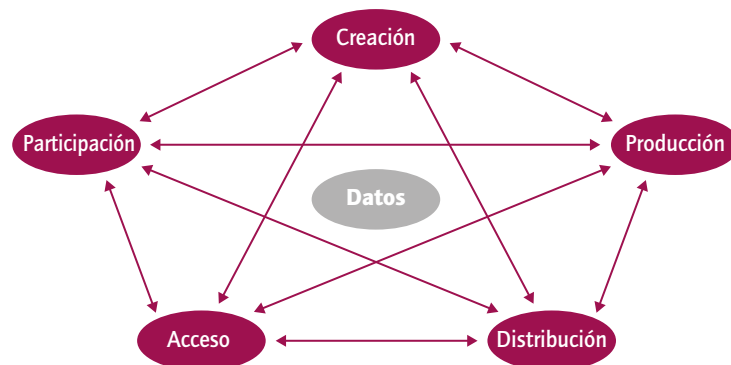 Creación
Participación
Producción
Datos
Acceso
Distribución